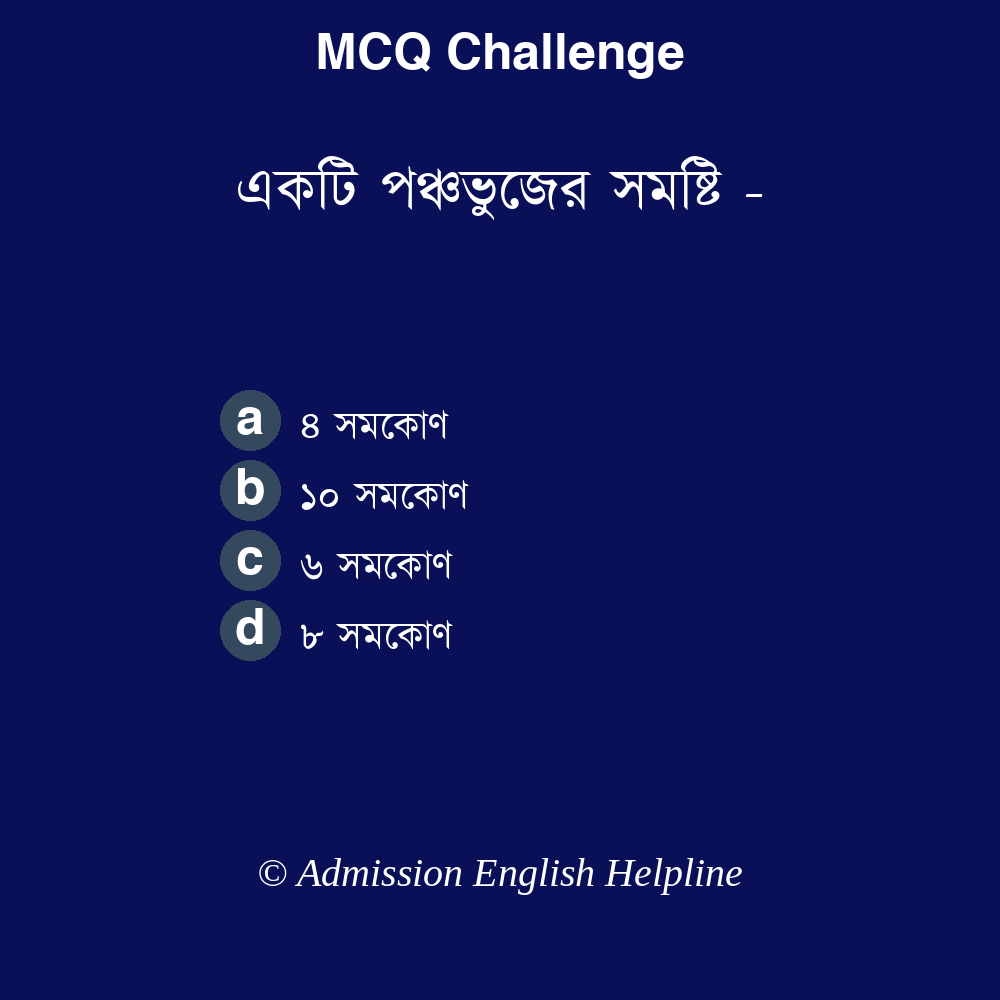 MCQ Challenge
একটি পঞ্চভুজের সমষ্টি -
a ৪ সমকোণ
b ১০ সমকোণ
c ৬ সমকোণ
d ৮ সমকোণ
© Admission English Helpline